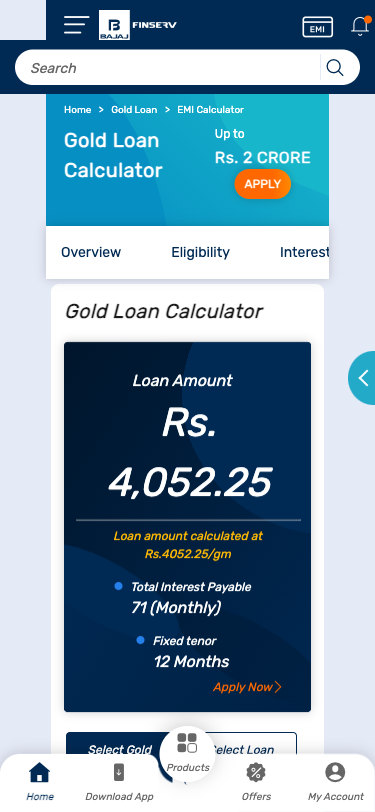 BAJAJ
FINSERV
EMI
Search
Home > Gold Loan > EMI Calculator
Gold Loan
Calculator
Up to
Rs. 2 CRORE
APPLY
Overview
Eligibility
Interest
Gold Loan Calculator
Loan Amount
Rs.
4,052.25
Loan amount calculated at
Rs.4052.25/gm
Total Interest Payable
71 (Monthly)
Fixed tenor
12 Months
Apply Now
Select Gold
Select Loan
Products
Home
Download App
Offers
My Account